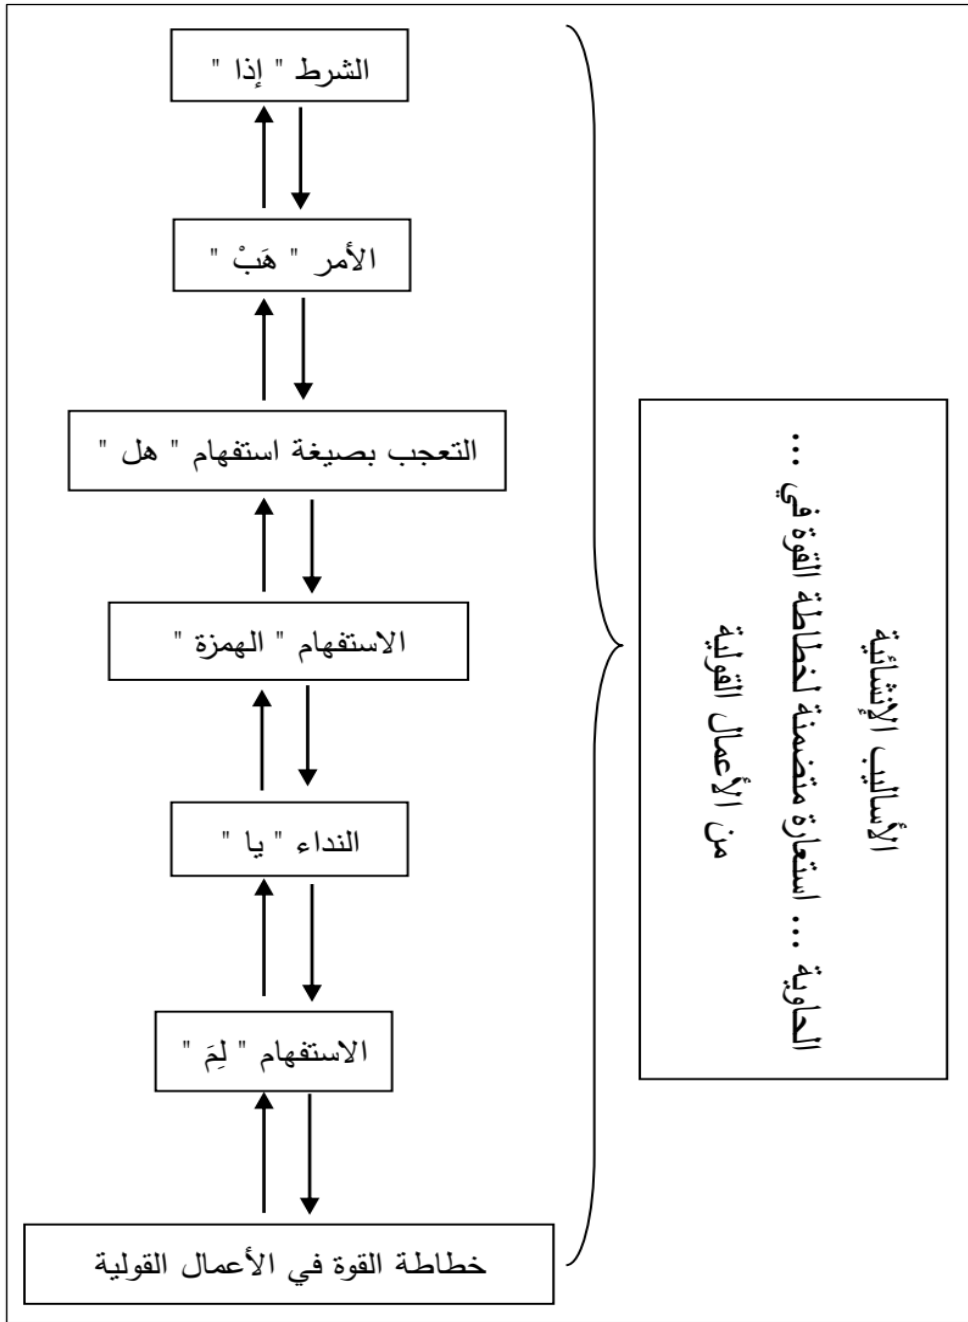 الشرط " إذا "
الأمر " هَبْ "
التعجب بصيغة استفهام " هل "
الاستفهام " الهمزة "
النداء " يا "
الاستفهام " لِمَ "
خطاطة القوة في الأعمال القولية
الأساليب الإنشائية
الحاوية ... استعارة متضمنة لخطاطة القوة في ...
من الأعمال القولية